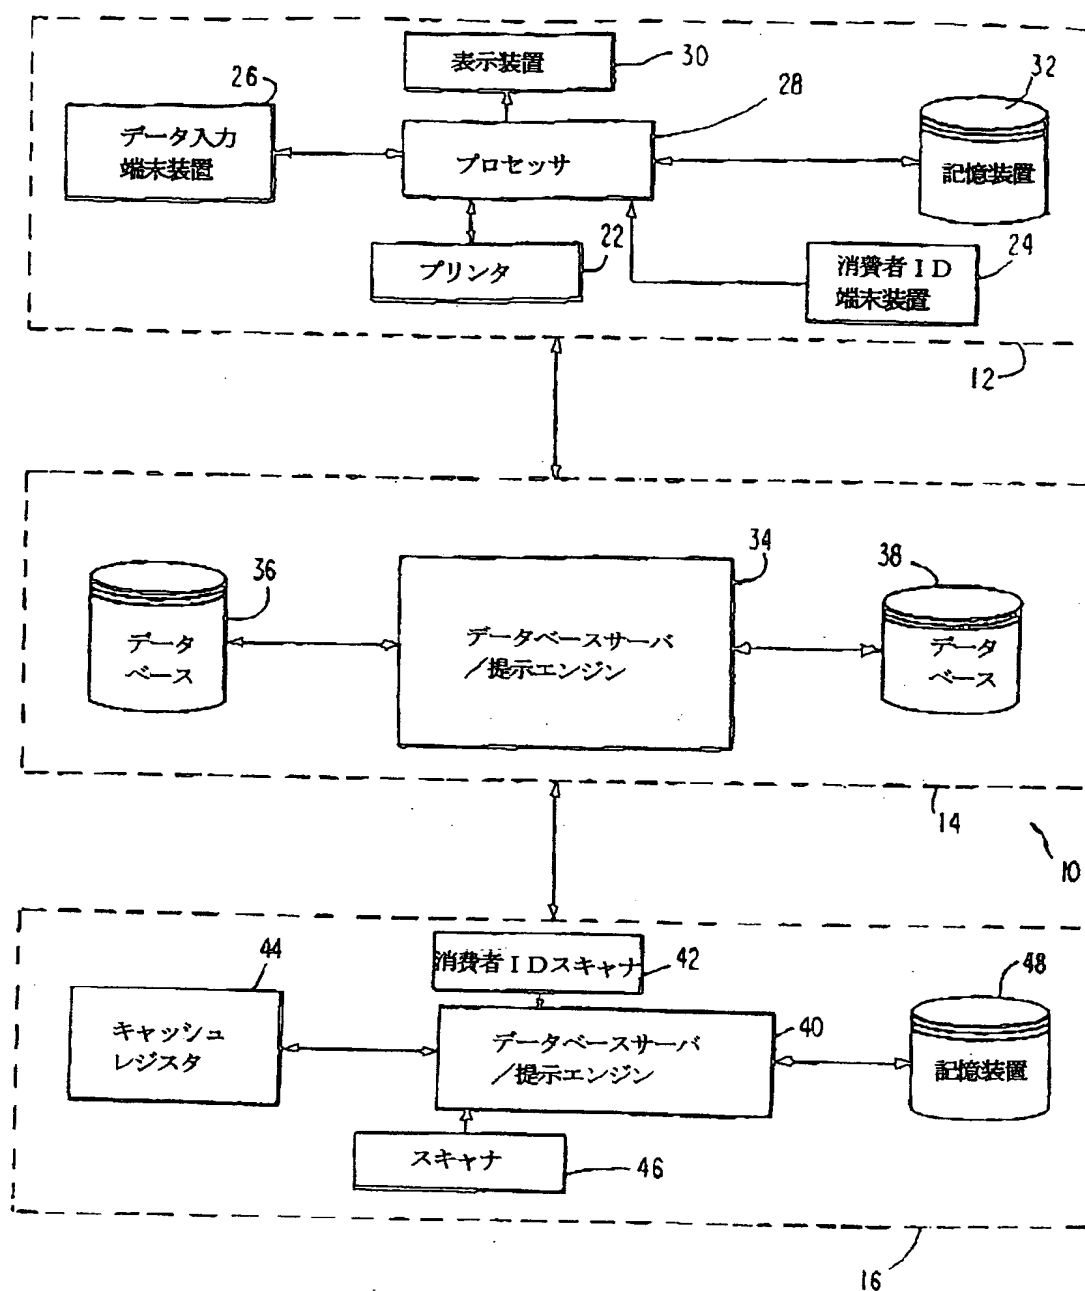 表示装置
30
26
28
32
データ入力
端末装置
プロセッサ
記憶装置
22
プリンタ
消費者ID
端末装置
24
12
36
34
38
データ
ベース
データベースサーバ
/提示エンジン
データ
ベース
14
10
44
消費者IDスキャナ
42
48
キャッシュ
レジスタ
データベースサーバ
/提示エンジン
40
記憶装置
スキャナ
46
16